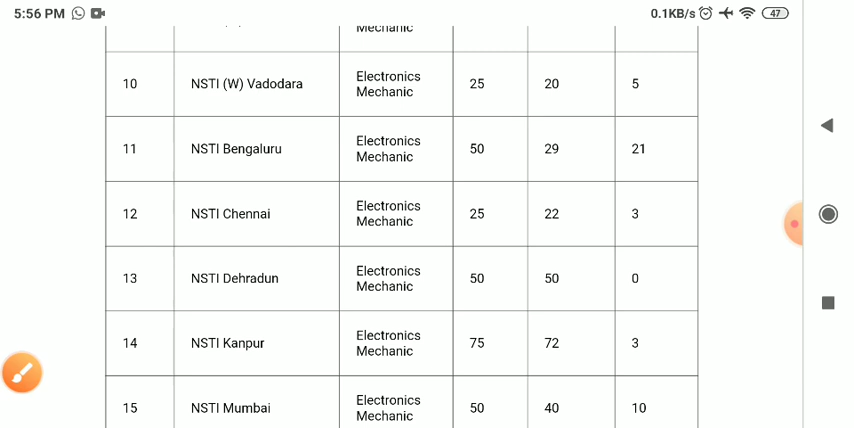 5:56 PM 0.1KB/s 47
Mechanic
10 NSTI (W) Vadodara Electronics Mechanic 25 20 5
11 NSTI Bengaluru Electronics Mechanic 50 29 21
12 NSTI Chennai Electronics Mechanic 25 22 3
13 NSTI Dehradun Electronics Mechanic 50 50 0
14 NSTI Kanpur Electronics Mechanic 75 72 3
15 NSTI Mumbai Electronics Mechanic 50 40 10